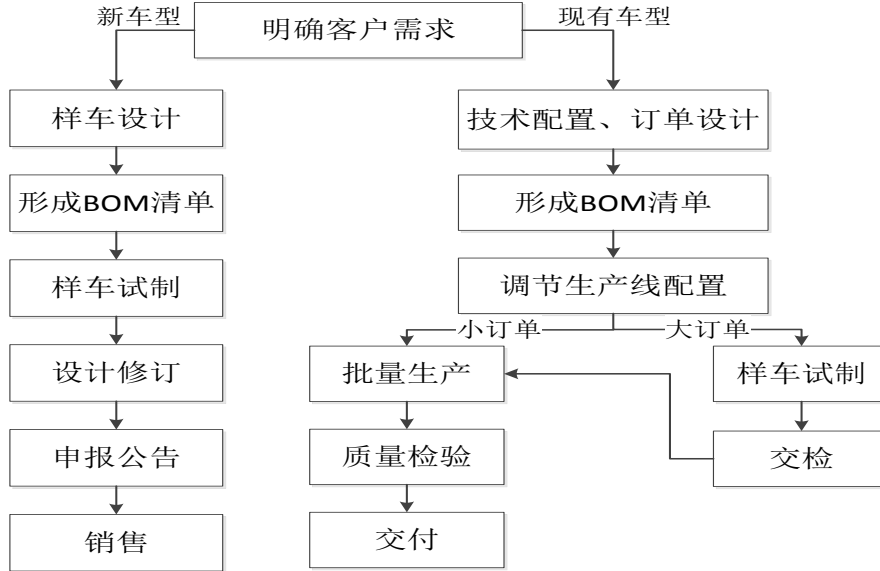 新车型
明确客户需求
现有车型
样车设计
技术配置、订单设计
形成BOM清单
形成BOM清单
样车试制
调节生产线配置
小订单
大订单
设计修订
批量生产
样车试制
申报公告
质量检验
交检
销售
交付